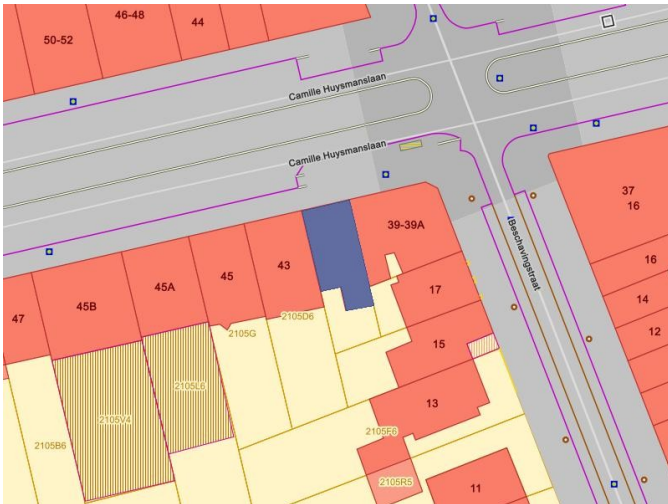 50-52
46-48
44
Camille Huysmanslaan
Camille Huysmanslaan
Beschavingstraat
37
16
16
14
12
39-39A
43
45
45A
45B
47
17
15
13
11
2105D6
2105G
2105L6
2105V4
2105B6
2105F6
2105R5